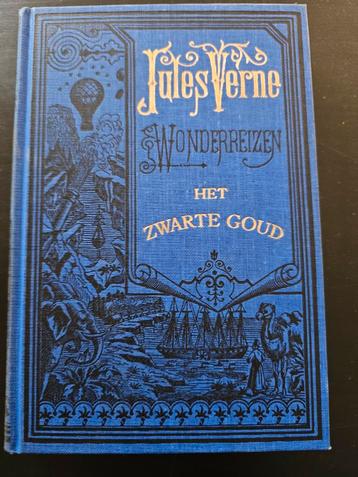 Jules Verne
WONDERREIZEN
HET
ZWARTE GOUD